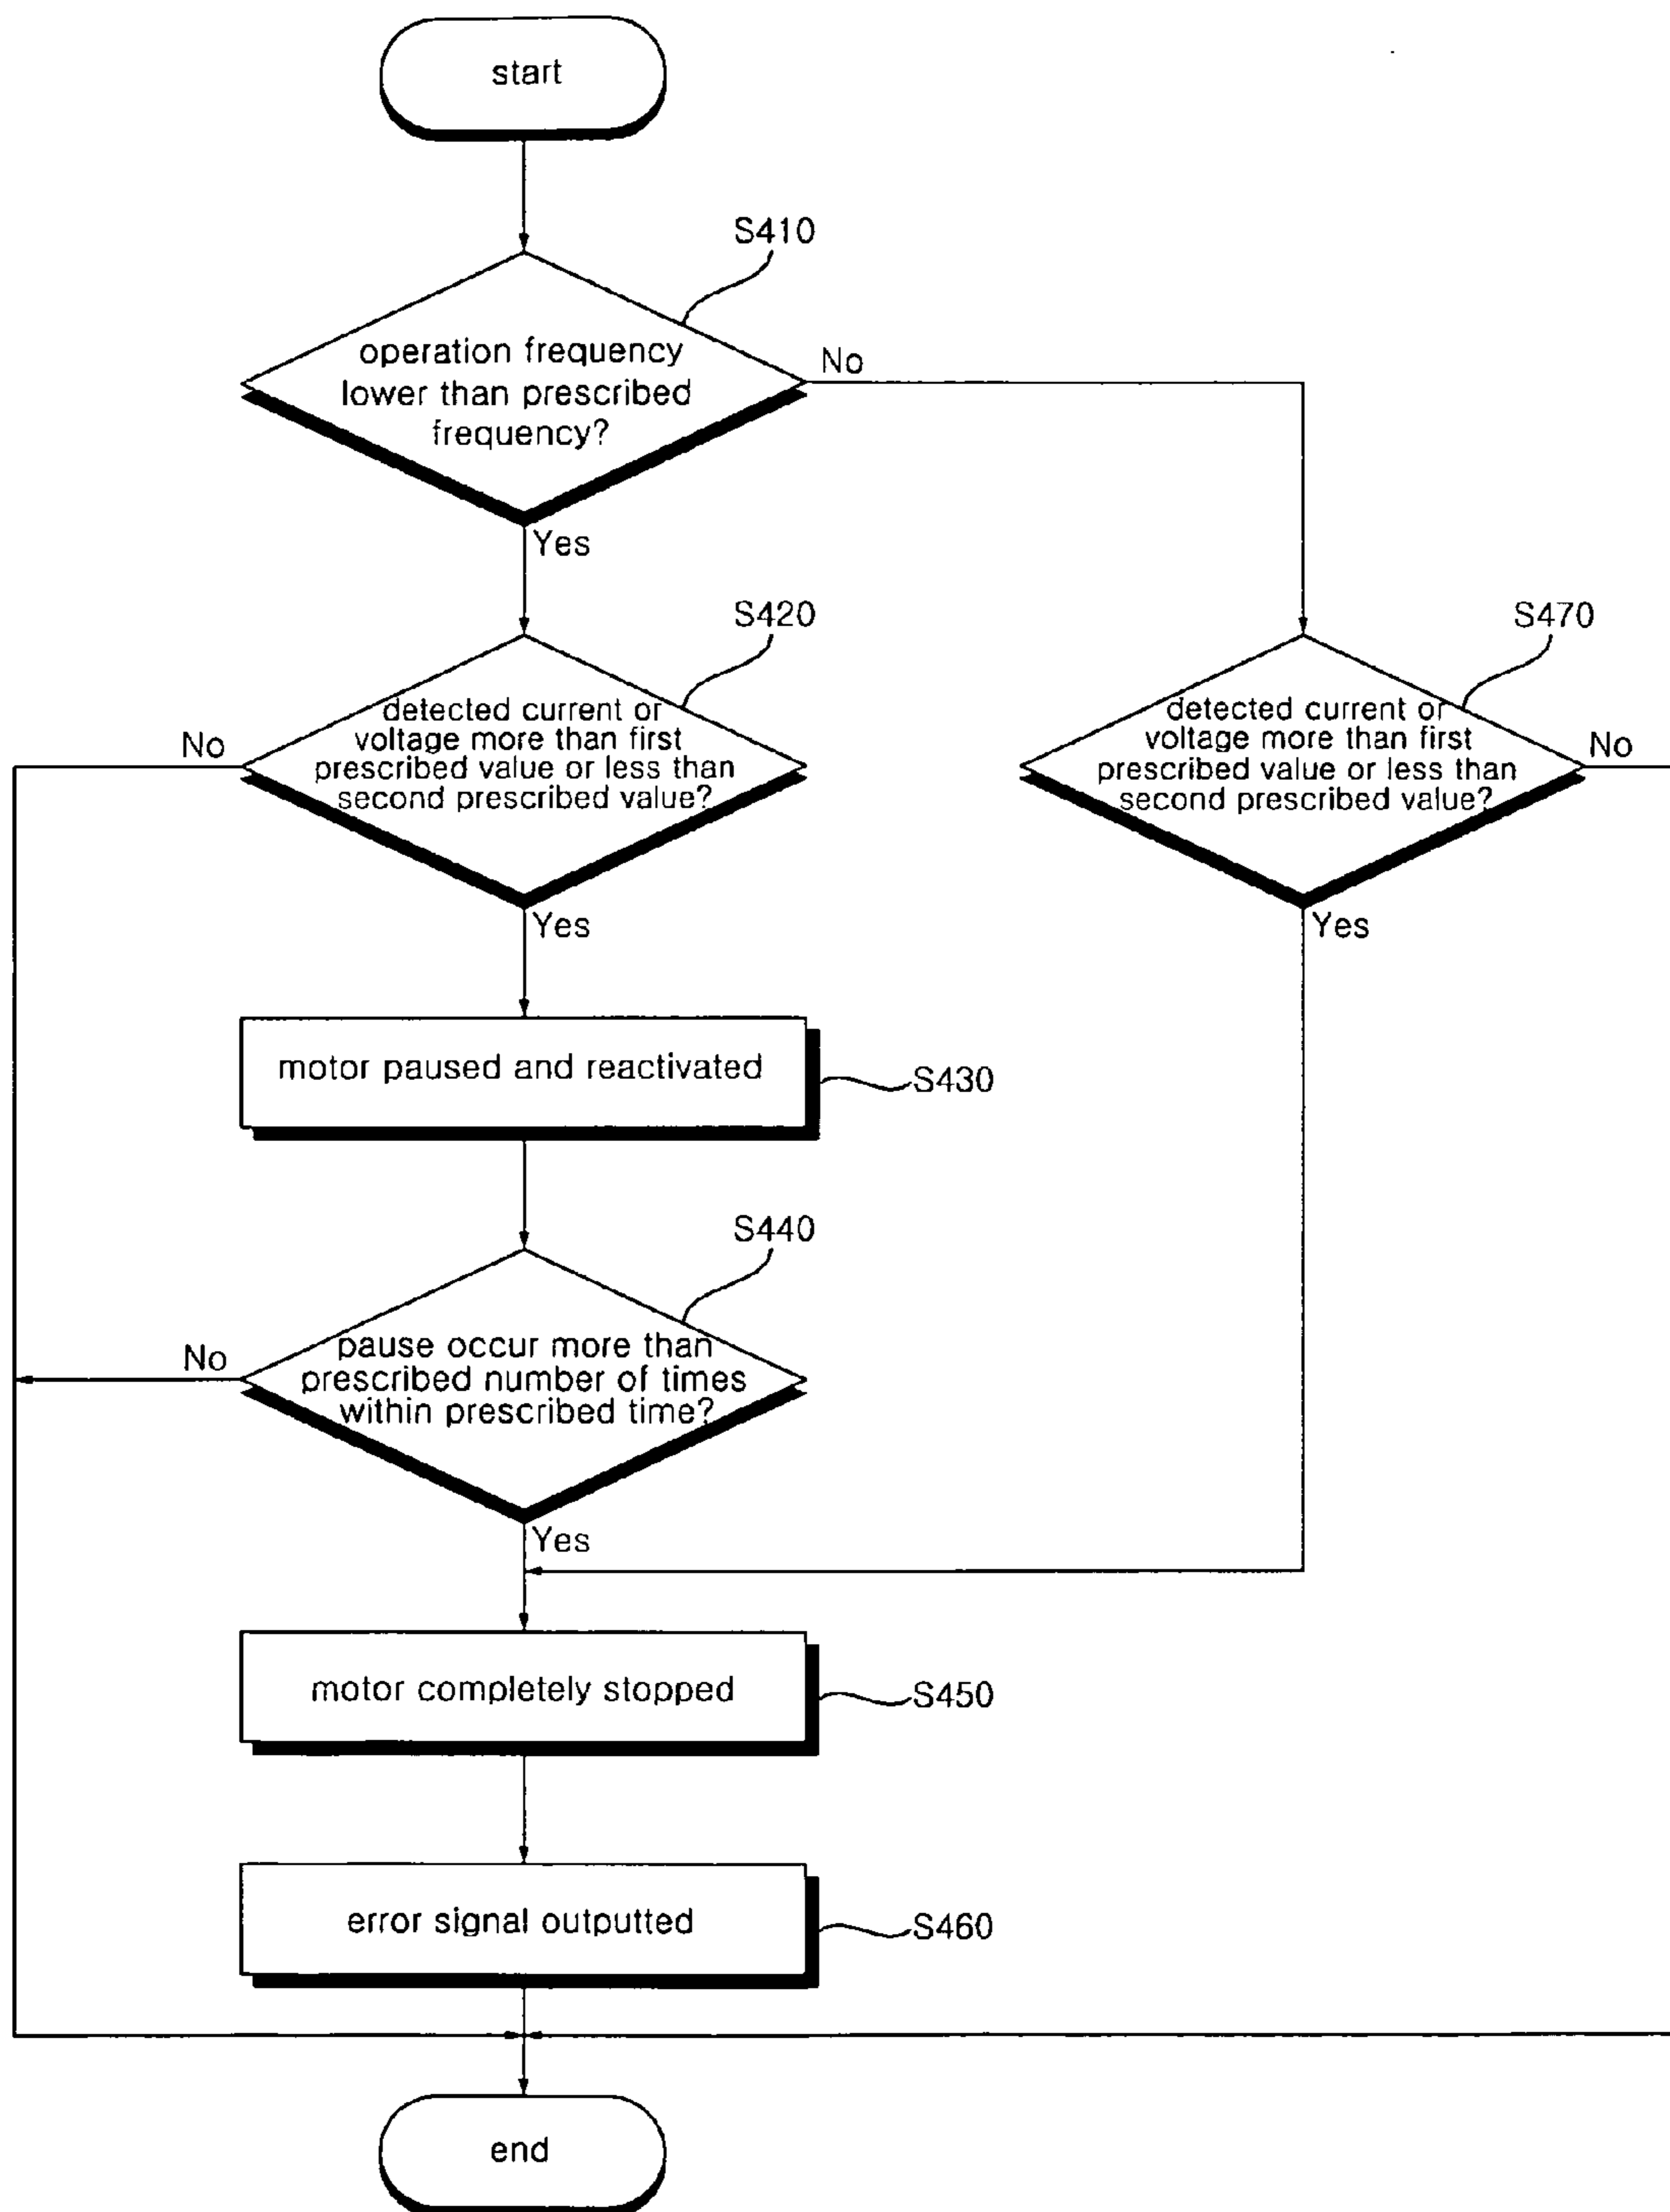 start
S410
operation frequency
lower than prescribed
frequency?
No
Yes
S420
detected current or
voltage more than first
prescribed value or less than
second prescribed value?
No
Yes
S470
detected current or
voltage more than first
prescribed value or less than
second prescribed value?
No
Yes
motor paused and reactivated
S430
S440
pause occur more than
prescribed number of times
within prescribed time?
No
Yes
motor completely stopped
S450
error signal outputted
S460
end